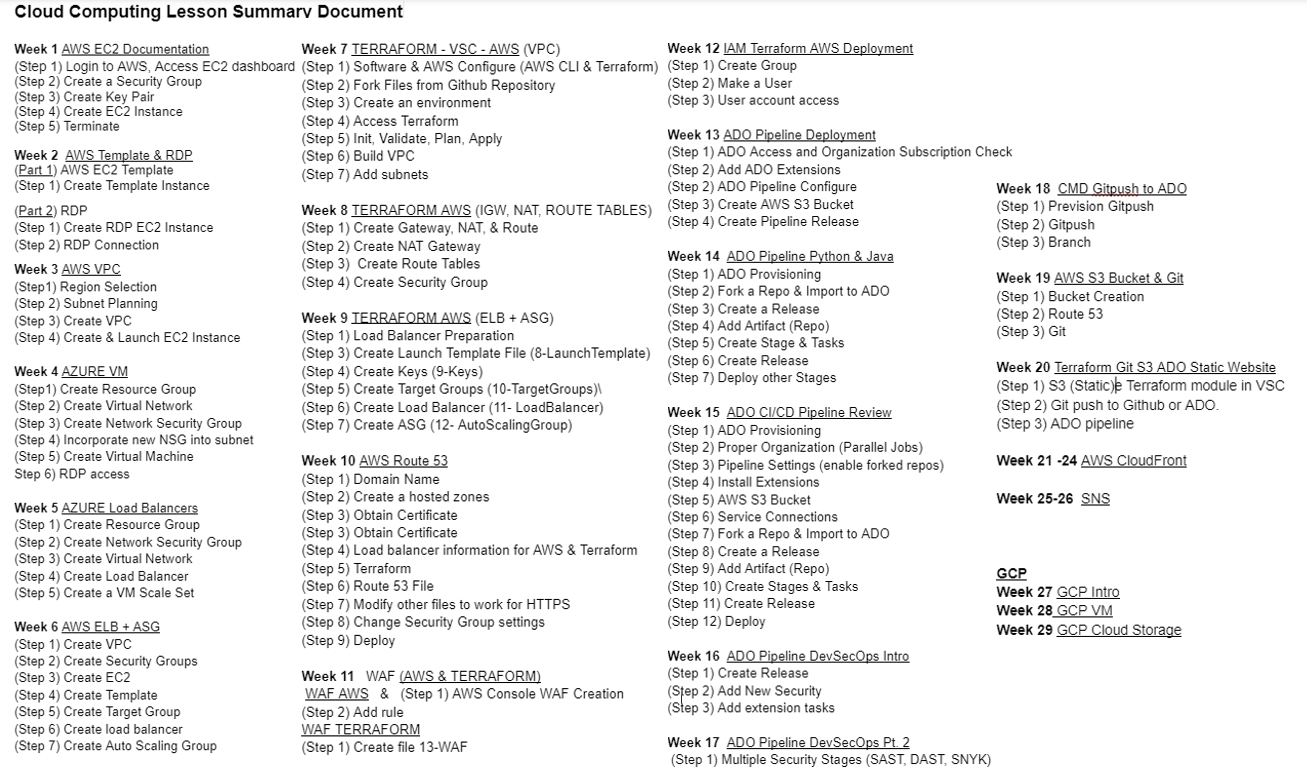 Cloud Computing Lesson Summary Document
Week 1 AWS EC2 Documentation
(Step 1) Login to AWS, Access EC2 dashboard
(Step 2) Create a Security Group
(Step 3) Create Key Pair
(Step 4) Create EC2 Instance
(Step 5) Terminate
Week 2 AWS Template & RDP
(Part 1) AWS EC2 Template
(Step 1) Create Template Instance
(Part 2) RDP
(Step 1) Create RDP EC2 Instance
(Step 2) RDP Connection
Week 3 AWS VPC
(Step1) Region Selection
(Step 2) Subnet Planning
(Step 3) Create VPC
(Step 4) Create & Launch EC2 Instance
Week 4 AZURE VM
(Step1) Create Resource Group
(Step 2) Create Virtual Network
(Step 3) Create Network Security Group
(Step 4) Incorporate new NSG into subnet
(Step 5) Create Virtual Machine
Step 6) RDP access
Week 5 AZURE Load Balancers
(Step 1) Create Resource Group
(Step 2) Create Network Security Group
(Step 3) Create Virtual Network
(Step 4) Create Load Balancer
(Step 5) Create a VM Scale Set
Week 6 AWS ELB + ASG
(Step 1) Create VPC
(Step 2) Create Security Groups
(Step 3) Create EC2
(Step 4) Create Template
(Step 5) Create Target Group
(Step 6) Create load balancer
(Step 7) Create Auto Scaling Group
Week 7 TERRAFORM - VSC - AWS (VPC)
(Step 1) Software & AWS Configure (AWS CLI & Terraform)
(Step 2) Fork Files from Github Repository
(Step 3) Create an environment
(Step 4) Access Terraform
(Step 5) Init, Validate, Plan, Apply
(Step 6) Build VPC
(Step 7) Add subnets
Week 8 TERRAFORM AWS (IGW, NAT, ROUTE TABLES)
(Step 1) Create Gateway, NAT, & Route
(Step 2) Create NAT Gateway
(Step 3) Create Route Tables
(Step 4) Create Security Group
Week 9 TERRAFORM AWS (ELB + ASG)
(Step 1) Load Balancer Preparation
(Step 3) Create Launch Template File (8-LaunchTemplate)
(Step 4) Create Keys (9-Keys)
(Step 5) Create Target Groups (10-TargetGroups)\
(Step 6) Create Load Balancer (11- LoadBalancer)
(Step 7) Create ASG (12- AutoScalingGroup)
Week 10 AWS Route 53
(Step 1) Domain Name
(Step 2) Create a hosted zones
(Step 3) Obtain Certificate
(Step 3) Obtain Certificate
(Step 4) Load balancer information for AWS & Terraform
(Step 5) Terraform
(Step 6) Route 53 File
(Step 7) Modify other files to work for HTTPS
(Step 8) Change Security Group settings
(Step 9) Deploy
Week 11 WAF (AWS & TERRAFORM)
WAF AWS & (Step 1) AWS Console WAF Creation
(Step 2) Add rule
WAF TERRAFORM
(Step 1) Create file 13-WAF
Week 12 IAM Terraform AWS Deployment
(Step 1) Create Group
(Step 2) Make a User
(Step 3) User account access
Week 13 ADO Pipeline Deployment
(Step 1) ADO Access and Organization Subscription Check
(Step 2) Add ADO Extensions
(Step 2) ADO Pipeline Configure
(Step 3) Create AWS S3 Bucket
(Step 4) Create Pipeline Release
Week 14 ADO Pipeline Python & Java
(Step 1) ADO Provisioning
(Step 2) Fork a Repo & Import to ADO
(Step 3) Create a Release
(Step 4) Add Artifact (Repo)
(Step 5) Create Stage & Tasks
(Step 6) Create Release
(Step 7) Deploy other Stages
Week 15 ADO CI/CD Pipeline Review
(Step 1) ADO Provisioning
(Step 2) Proper Organization (Parallel Jobs)
(Step 3) Pipeline Settings (enable forked repos)
(Step 4) Install Extensions
(Step 5) AWS S3 Bucket
(Step 6) Service Connections
(Step 7) Fork a Repo & Import to ADO
(Step 8) Create a Release
(Step 9) Add Artifact (Repo)
(Step 10) Create Stages & Tasks
(Step 11) Create Release
(Step 12) Deploy
Week 16 ADO Pipeline DevSecOps Intro
(Step 1) Create Release
(Step 2) Add New Security
(Step 3) Add extension tasks
Week 17 ADO Pipeline DevSecOps Pt. 2
(Step 1) Multiple Security Stages (SAST, DAST, SNYK)
Week 18 CMD Gitpush to ADO
(Step 1) Prevision Gitpush
(Step 2) Gitpush
(Step 3) Branch
Week 19 AWS S3 Bucket & Git
(Step 1) Bucket Creation
(Step 2) Route 53
(Step 3) Git
Week 20 Terraform Git S3 ADO Static Website
(Step 1) S3 (Static)e Terraform module in VSC
(Step 2) Git push to Github or ADO.
(Step 3) ADO pipeline
Week 21 -24 AWS CloudFront
Week 25-26 SNS
GCP
Week 27 GCP Intro
Week 28 GCP VM
Week 29 GCP Cloud Storage